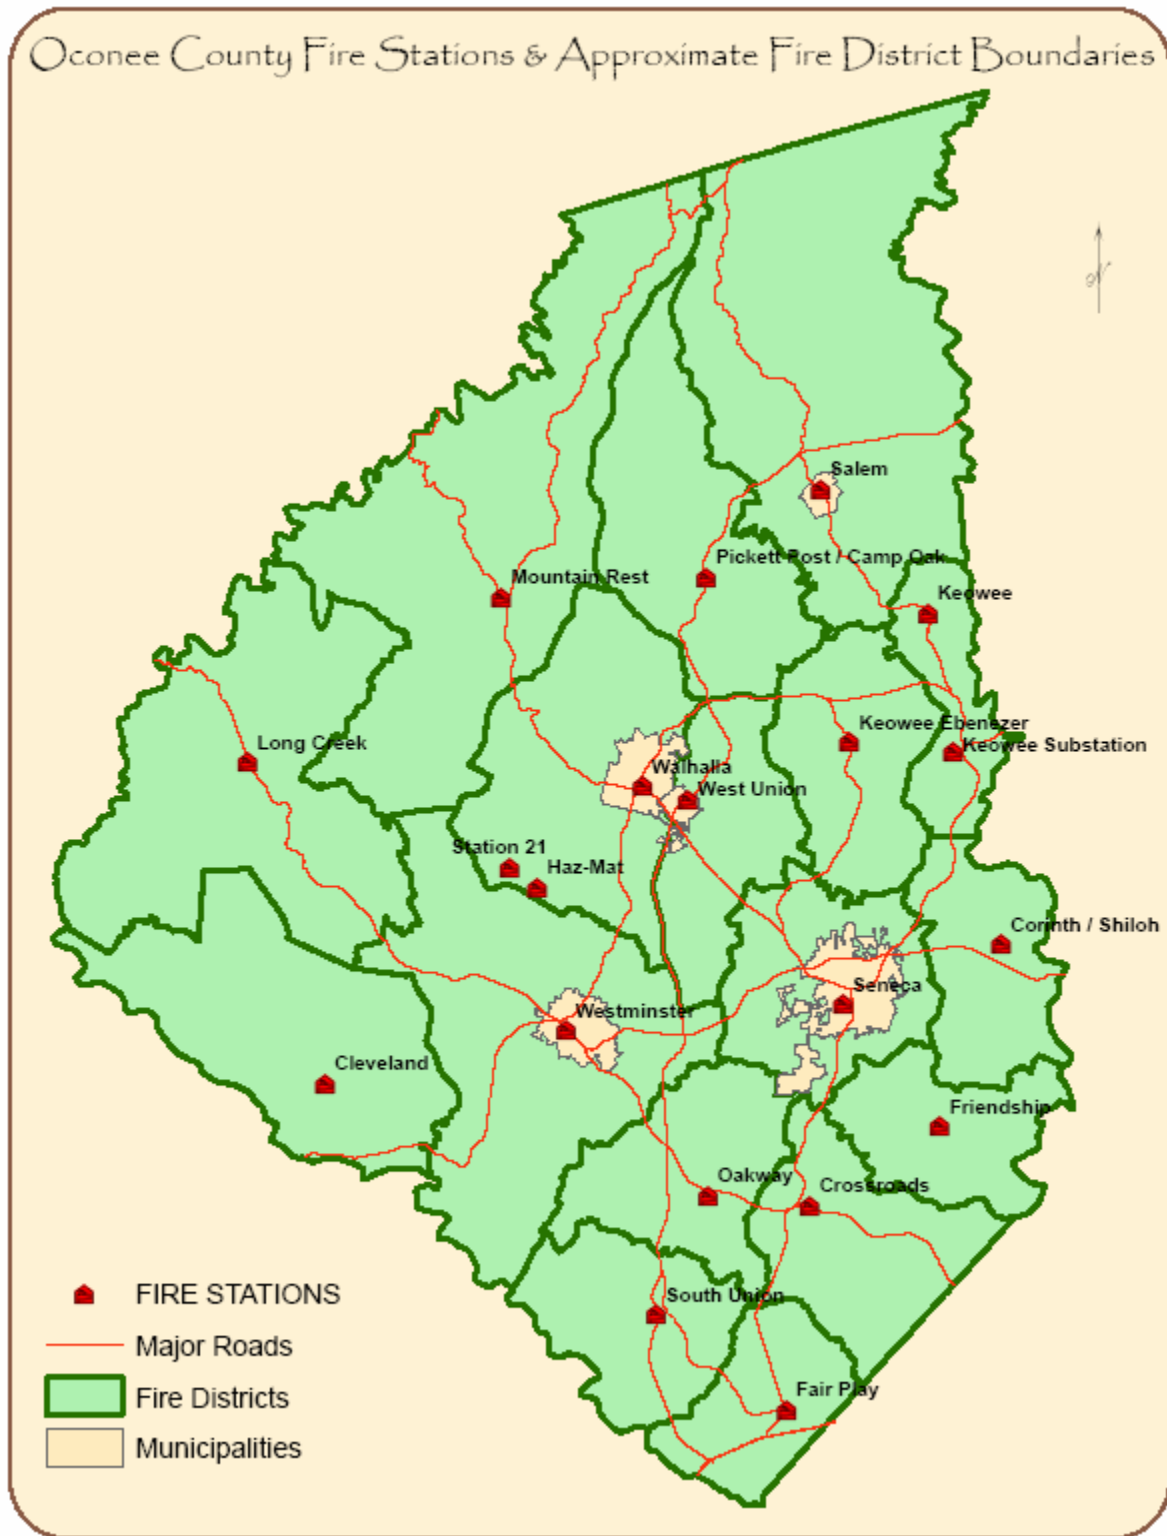 Oconee County Fire Stations & Approximate Fire District Boundaries
N
Salem
Pickett Post / Camp Oak
Mountain Rest
Keowee
Keowee Ebenezer
Long Creek
Keowee Substation
Walhalla
West Union
Station 21
Haz-Mat
Corinth / Shiloh
Seneca
Westminster
Cleveland
Friendship
Oakway
Crossroads
South Union
Fair Play
FIRE STATIONS
Major Roads
Fire Districts
Municipalities